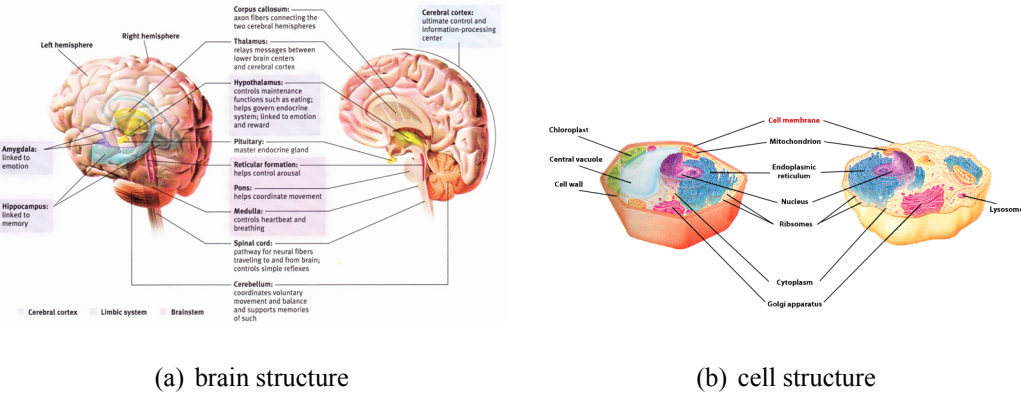 Corpus callosum:
axon fibers connecting the
two cerebral hemispheres
Cerebral cortex:
ultimate control and
information-processing
center
Right hemisphere
Left hemisphere
Thalamus:
relays messages between
lower brain centers
and cerebral cortex
Hypothalamus:
controls maintenance
functions such as eating;
helps govern endocrine
system; linked to emotion
and reward
Amygdala:
linked to
emotion
Pituitary:
master endocrine gland
Reticular formation:
helps control arousal
Pons:
helps coordinate movement
Hippocampus:
linked to
memory
Medulla:
controls heartbeat and
breathing
Spinal cord:
pathway for neural fibers
traveling to and from brain;
controls simple reflexes
Cerebellum:
coordinates voluntary
movement and balance
and supports memories
of such
Cerebral cortex
Limbic system
Brainstem
(a) brain structure
Cell membrane
Chloroplast
Mitochondrion
Central vacuole
Endoplasmic
reticulum
Cell wall
Nucleus
Lysosome
Ribsomes
Cytoplasm
Golgi apparatus
(b) cell structure